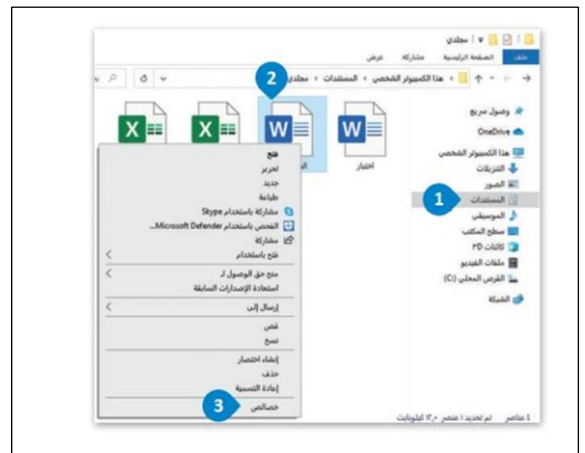 مجلدي
ملف الصفحة الرئيسية مشاركة عرض
هذا الكمبيوتر الشخصي › المستندات › مجلدي
2
وصول سريع
OneDrive
هذا الكمبيوتر الشخصي
التنزيلات
الصور
المستندات
1
الموسيقى
سطح المكتب
كائنات ٣D
ملفات الفيديو
القرص المحلي (C:)
الشبكة
اختبار
فتح
تحرير
جديد
طباعة
مشاركة باستخدام Skype
الفحص باستخدام Microsoft Defender...
مشاركة
فتح باستخدام
منح حق الوصول لـ
استعادة الإصدارات السابقة
إرسال إلى
قص
نسخ
إنشاء اختصار
حذف
إعادة التسمية
خصائص
3
٤ عناصر تم تحديد ١ عنصر ١٢,٠ كيلوبايت